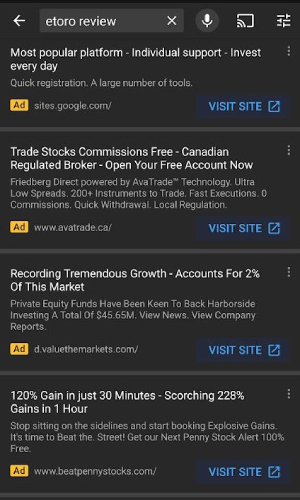 etoro review
Most popular platform - Individual support - Invest
every day
Quick registration. A large number of tools.
Ad sites.google.com/
VISIT SITE
Trade Stocks Commissions Free - Canadian
Regulated Broker - Open Your Free Account Now
Friedberg Direct powered by AvaTrade™ Technology. Ultra
Low Spreads. 200+ Instruments to Trade. Fast Executions. 0
Commissions. Quick Withdrawal. Local Regulation.
Ad www.avatrade.ca/
VISIT SITE
Recording Tremendous Growth - Accounts For 2%
Of This Market
Private Equity Funds Have Been Keen To Back Harborside
Investing A Total Of $45.65M. View News. View Company
Reports.
Ad d.valuethemarkets.com/
VISIT SITE
120% Gain in just 30 Minutes - Scorching 228%
Gains in 1 Hour
Stop sitting on the sidelines and start booking Explosive Gains.
It's time to Beat the. Street! Get our Next Penny Stock Alert 100%
Free.
Ad www.beatpennystocks.com/
VISIT SITE